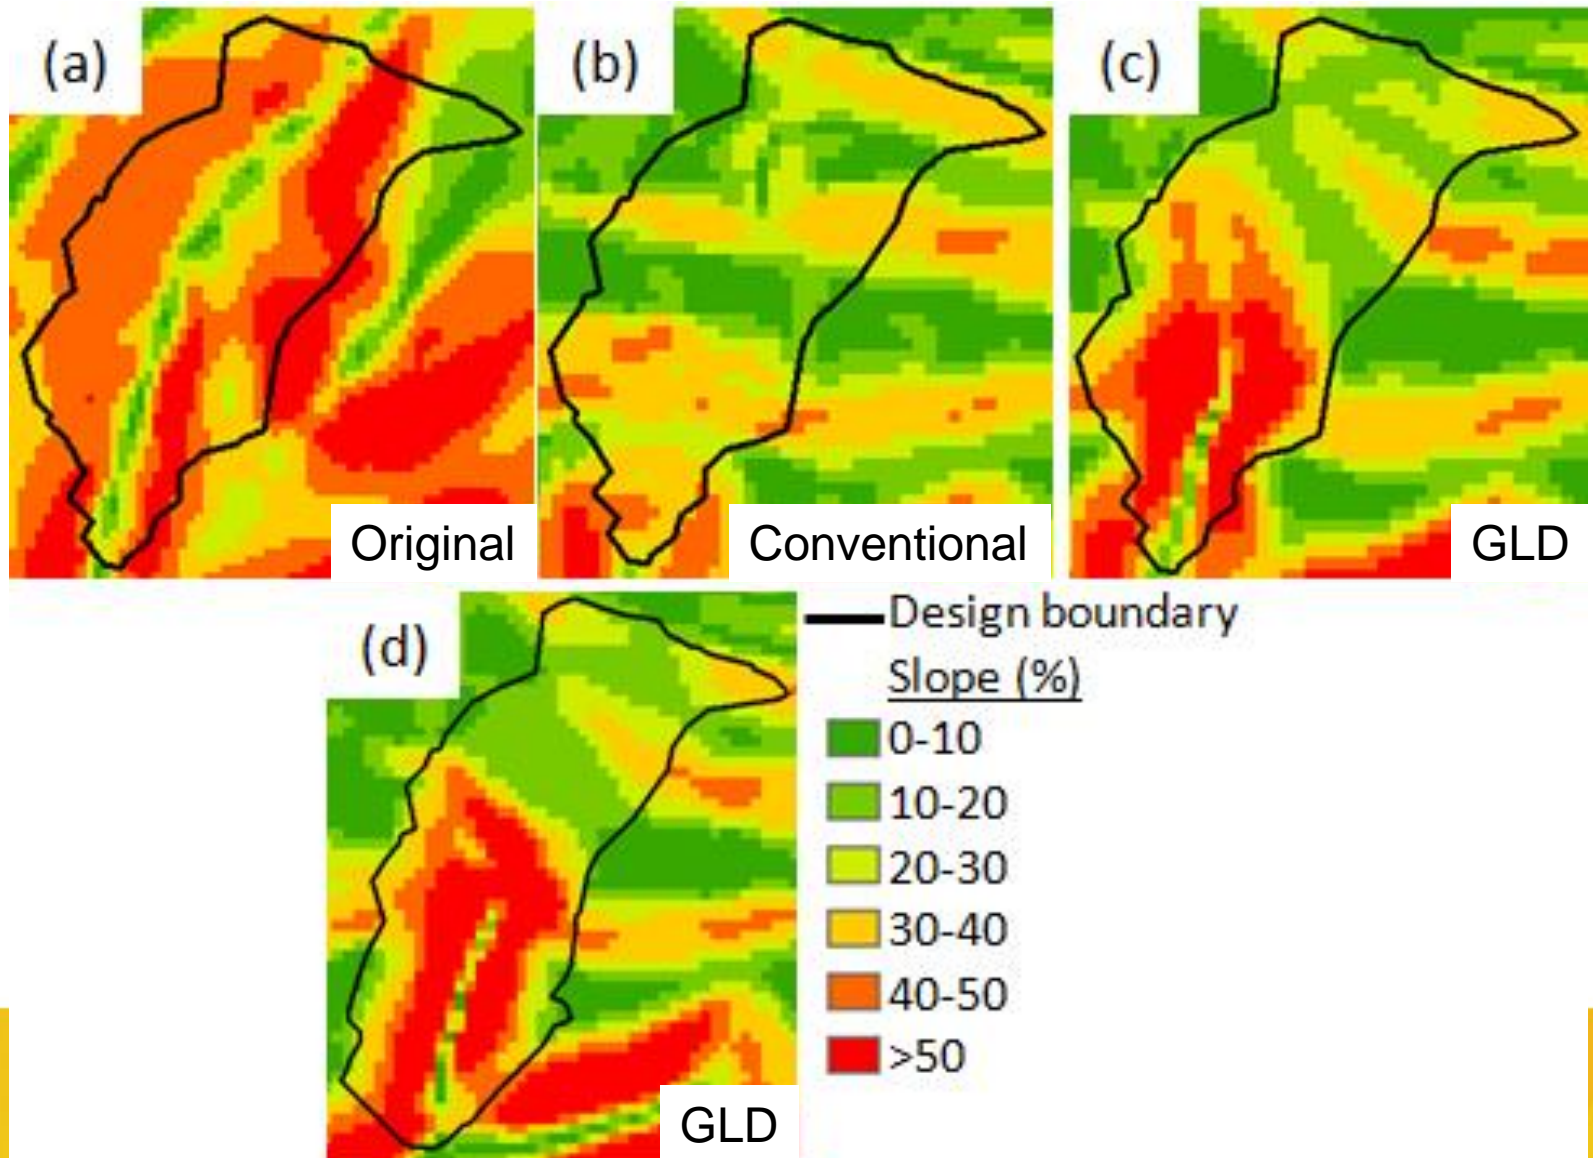 (a)
(b)
(c)
Original
Conventional
GLD
(d)
GLD
Design boundary
Slope (%)
0-10
10-20
20-30
30-40
40-50
>50